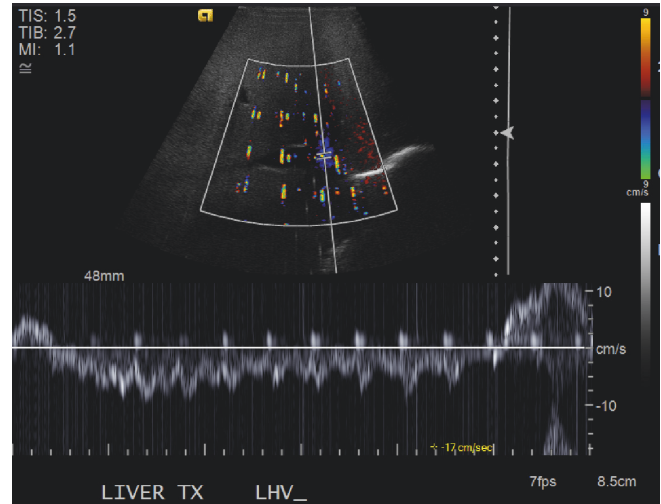 TIS: 1.5
TIB: 2.7
MI: 1.1
9
9
cm/s
48mm
10
cm/s
-10
-17 cm/sec
7fps 8.5cm
LIVER TX LHV_